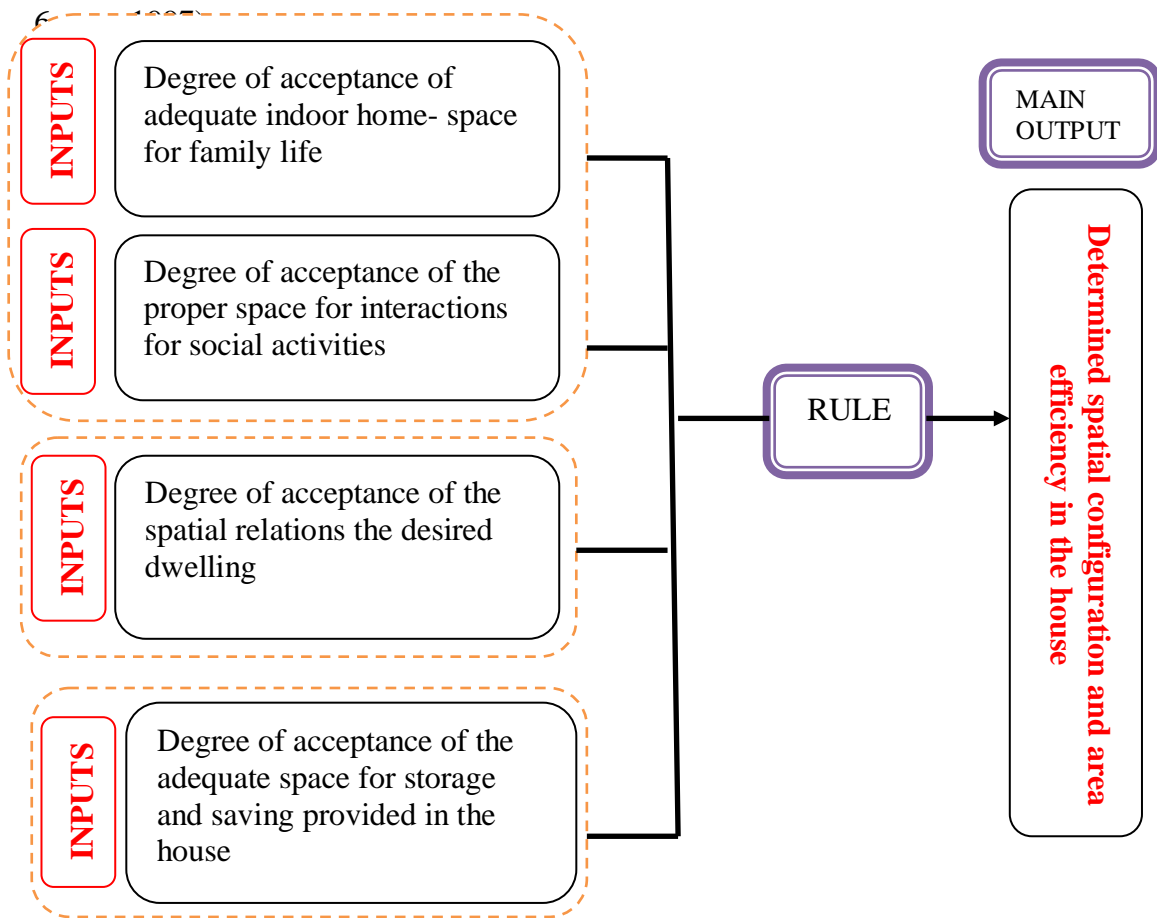 INPUTS
Degree of acceptance of
adequate indoor home- space
for family life
INPUTS
Degree of acceptance of the
proper space for interactions
for social activities
INPUTS
Degree of acceptance of the
spatial relations the desired
dwelling
INPUTS
Degree of acceptance of the
adequate space for storage
and saving provided in the
house
RULE
MAIN
OUTPUT
Determined spatial configuration and area
efficiency in the house